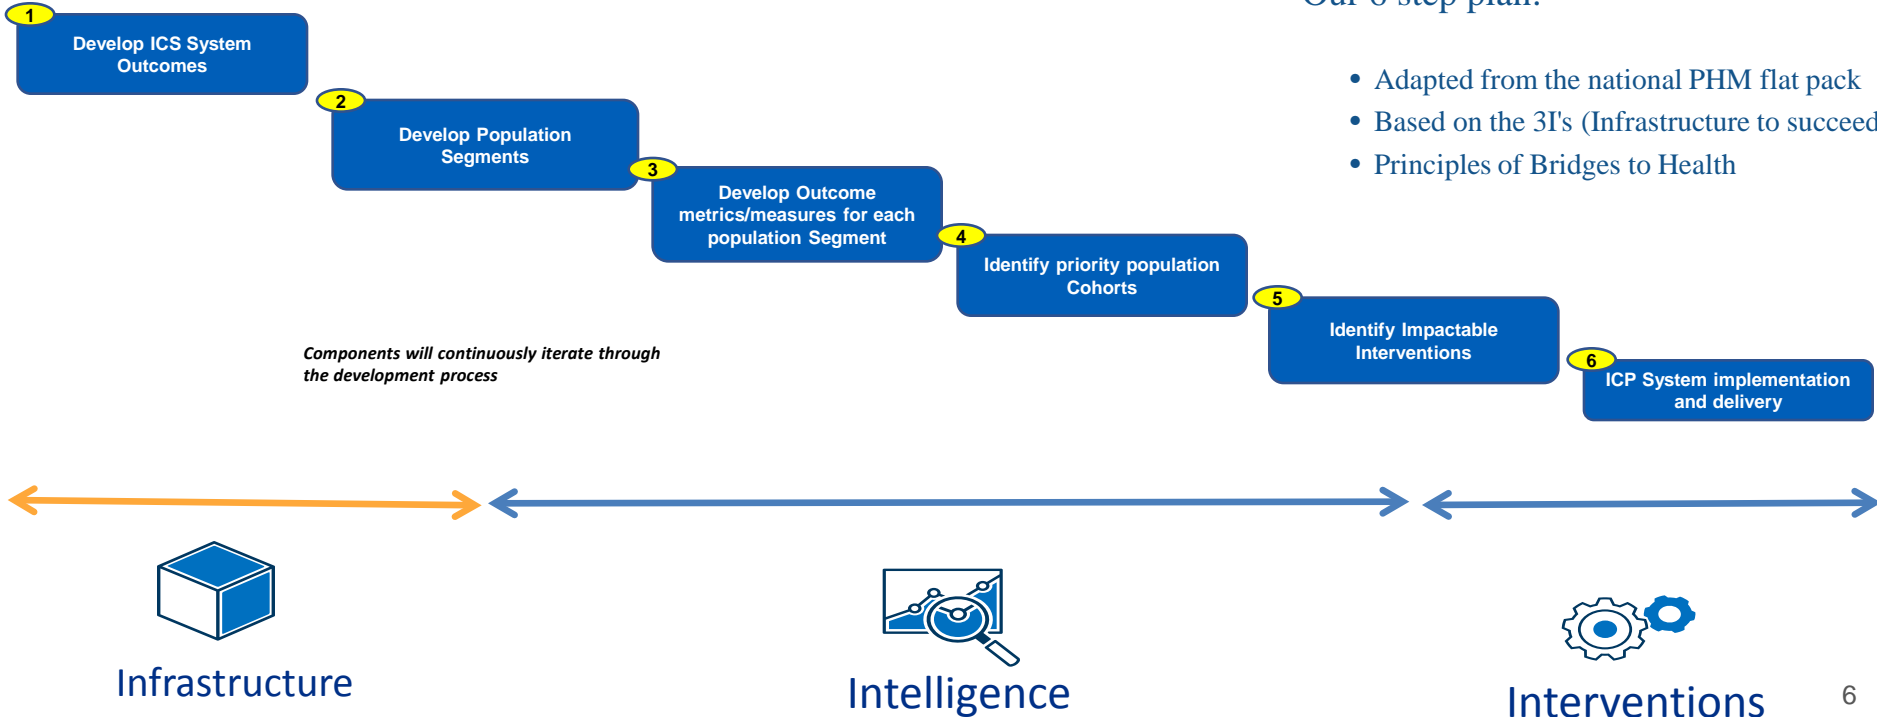 Our 6 step plan:
• Adapted from the national PHM flat pack
• Based on the 3I's (Infrastructure to succeed
• Principles of Bridges to Health
1
Develop ICS System
Outcomes
2
Develop Population
Segments
3
Develop Outcome
metrics/measures for each
population Segment
4
Identify priority population
Cohorts
5
Identify Impactable
Interventions
6
ICP System implementation
and delivery
Components will continuously iterate through
the development process
Infrastructure
Intelligence
Interventions
6